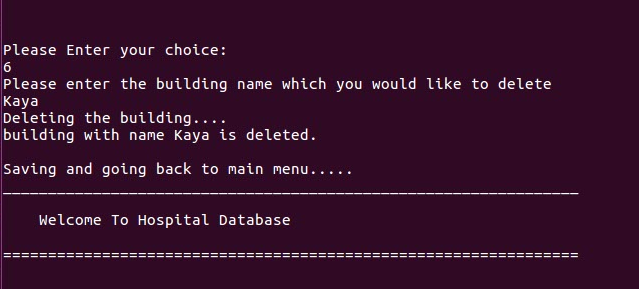 Please Enter your choice:
6
Please enter the building name which you would like to delete
Kaya
Deleting the building....
building with name Kaya is deleted.
Saving and going back to main menu.....
________________________________________________________________
Welcome To Hospital Database
================================================================